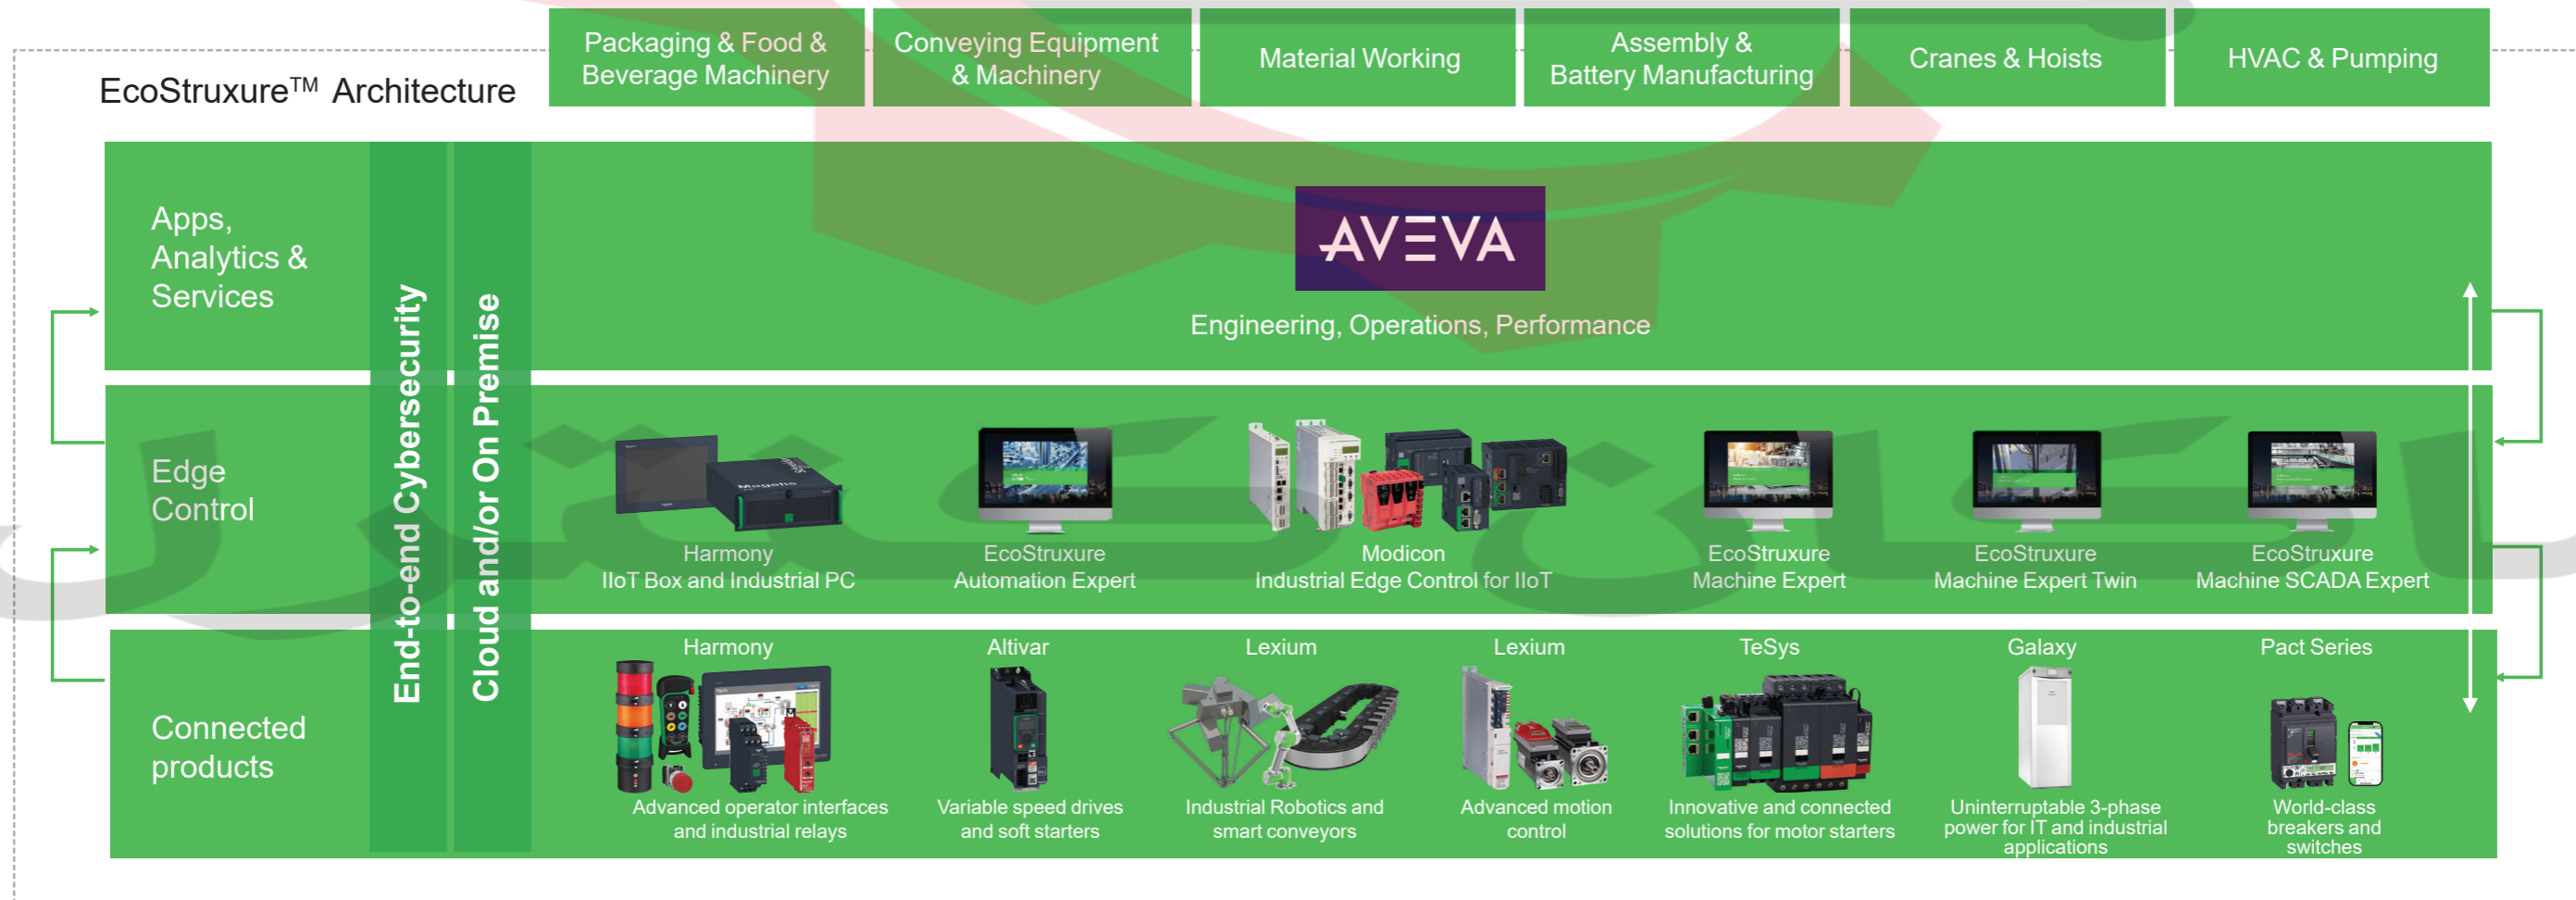 EcoStruxure™ Architecture
Packaging & Food &
Beverage Machinery
Conveying Equipment
& Machinery
Material Working
Assembly &
Battery Manufacturing
Cranes & Hoists
HVAC & Pumping
Apps,
Analytics &
Services
End-to-end Cybersecurity
Cloud and/or On Premise
AVEVA
Engineering, Operations, Performance
Edge
Control
Magelis
Harmony
IIoT Box and Industrial PC
EcoStruxure
Automation Expert
Modicon
Industrial Edge Control for IIoT
EcoStruxure
Machine Expert
EcoStruxure
Machine Expert Twin
EcoStruxure
Machine SCADA Expert
Connected
products
Harmony
Advanced operator interfaces
and industrial relays
Altivar
Variable speed drives
and soft starters
Lexium
Industrial Robotics and
smart conveyors
Lexium
Advanced motion
control
TeSys
Innovative and connected
solutions for motor starters
Galaxy
Uninterruptable 3-phase
power for IT and industrial
applications
Pact Series
World-class
breakers and
switches